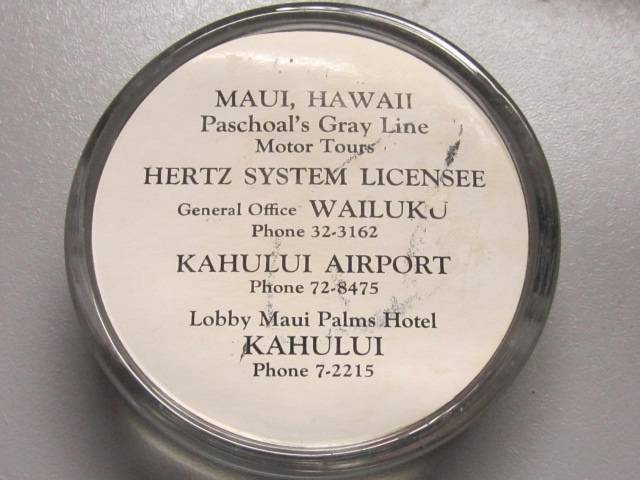 MAUI, HAWAII
Paschoal's Gray Line
Motor Tours
HERTZ SYSTEM LICENSEE
General Office WAILUKU
Phone 32-3162
KAHULUI AIRPORT
Phone 72-8475
Lobby Maui Palms Hotel
KAHULUI
Phone 7-2215